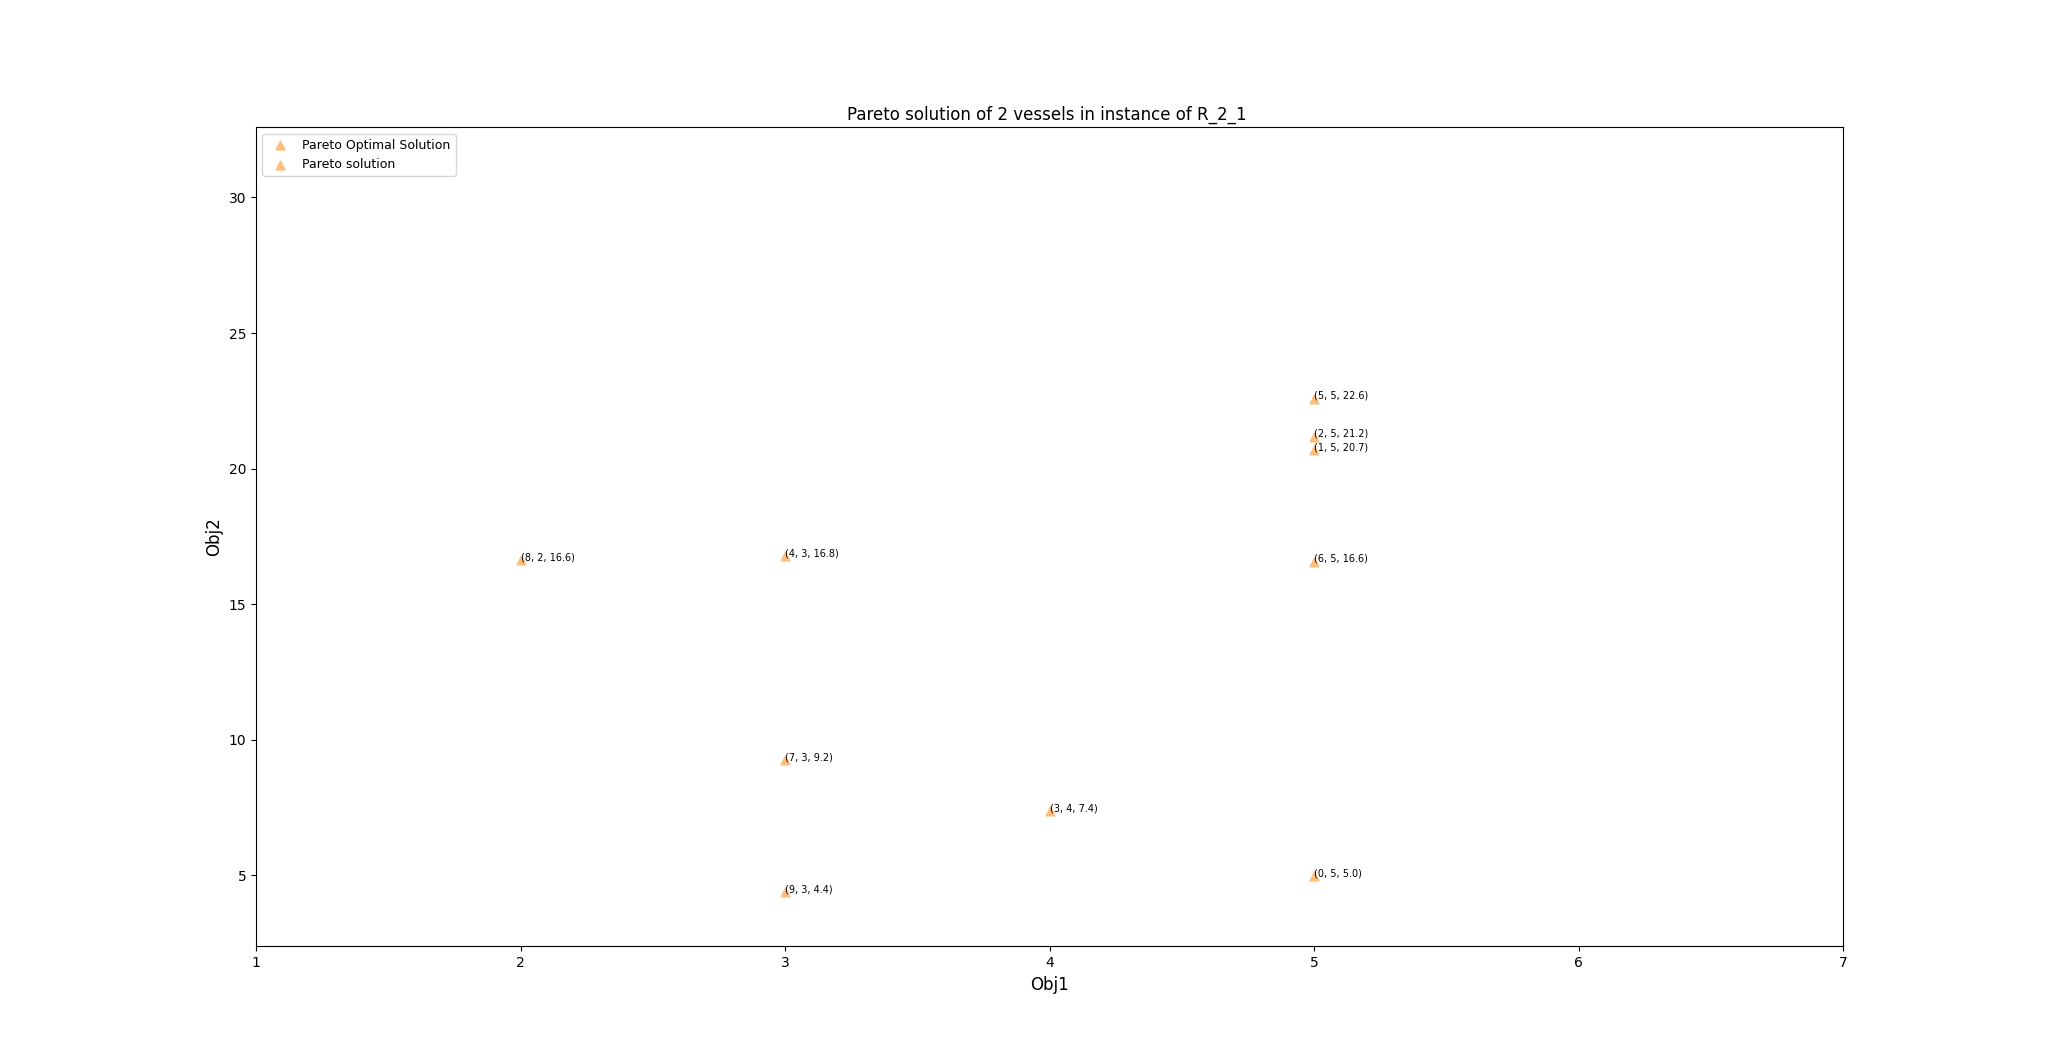 Pareto solution of 2 vessels in instance of R_2_1
Pareto Optimal Solution
Pareto solution
30
25
20
15
10
5
Obj2
(5, 5, 22.6)
(2, 5, 21.2)
(1, 5, 20.7)
(8, 2, 16.6)
(4, 3, 16.8)
(6, 5, 16.6)
(7, 3, 9.2)
(3, 4, 7.4)
(9, 3, 4.4)
(0, 5, 5.0)
1 2 3 4 5 6 7
Obj1